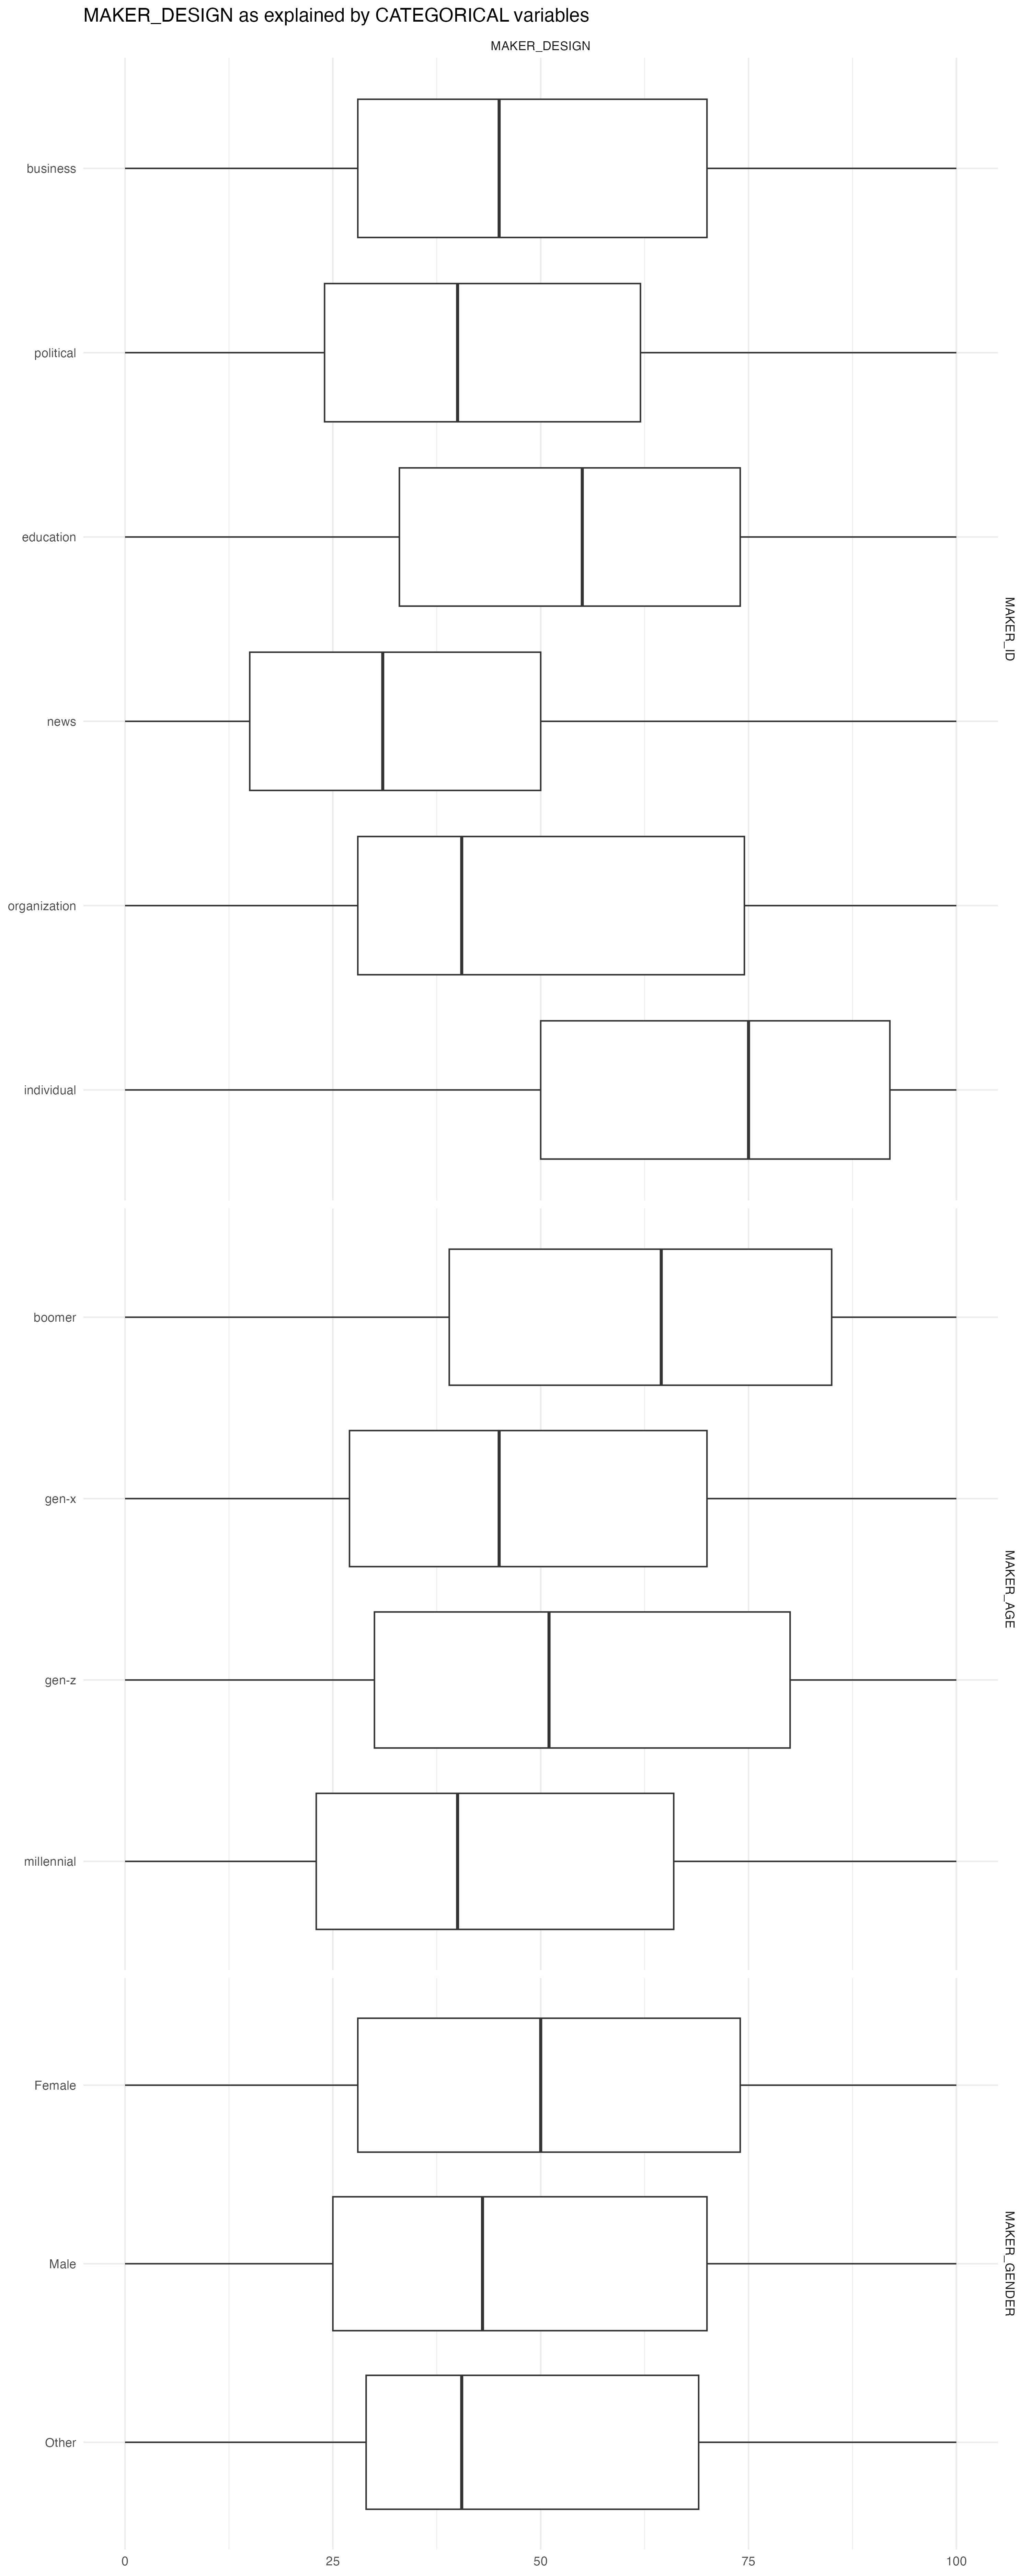 MAKER_DESIGN as explained by CATEGORICAL variables
MAKER_DESIGN
business
political
education
news
organization
individual
MAKER_ID
boomer
gen-x
gen-z
millennial
MAKER_AGE
Female
Male
Other
MAKER_GENDER
0 25 50 75 100